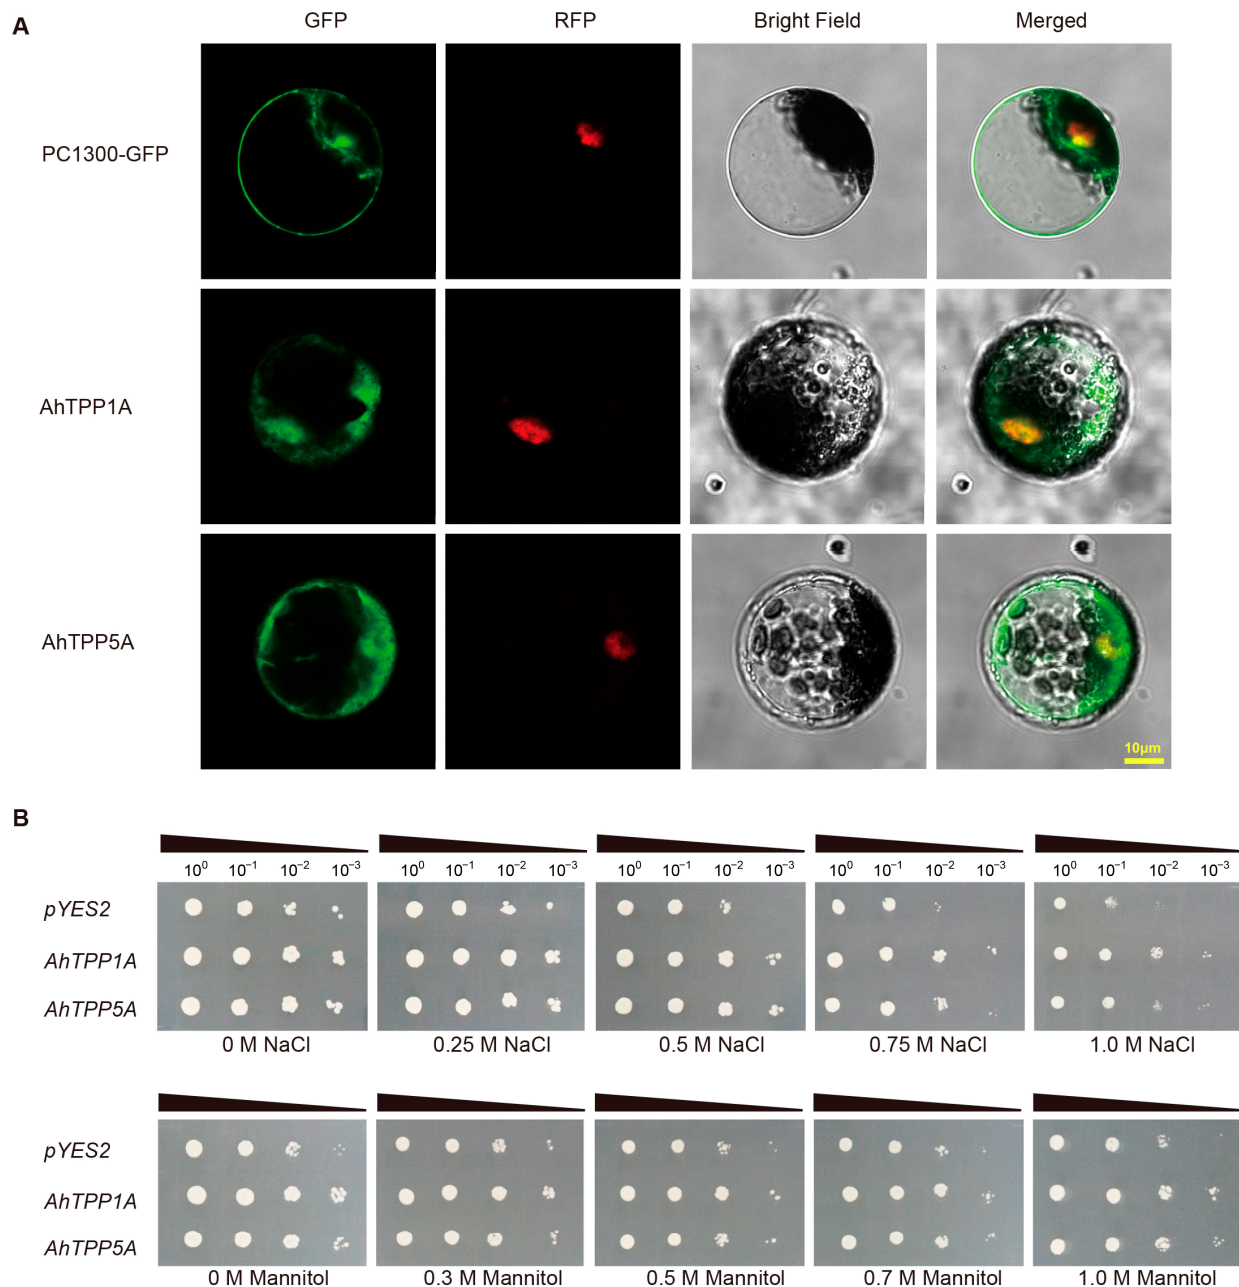 A
GFP RFP Bright Field Merged
PC1300-GFP
AhTPP1A
AhTPP5A
10μm
B
10⁰ 10⁻¹ 10⁻² 10⁻³ 10⁰ 10⁻¹ 10⁻² 10⁻³ 10⁰ 10⁻¹ 10⁻² 10⁻³ 10⁰ 10⁻¹ 10⁻² 10⁻³ 10⁰ 10⁻¹ 10⁻² 10⁻³
pYES2
AhTPP1A
AhTPP5A
0 M NaCl 0.25 M NaCl 0.5 M NaCl 0.75 M NaCl 1.0 M NaCl
pYES2
AhTPP1A
AhTPP5A
0 M Mannitol 0.3 M Mannitol 0.5 M Mannitol 0.7 M Mannitol 1.0 M Mannitol